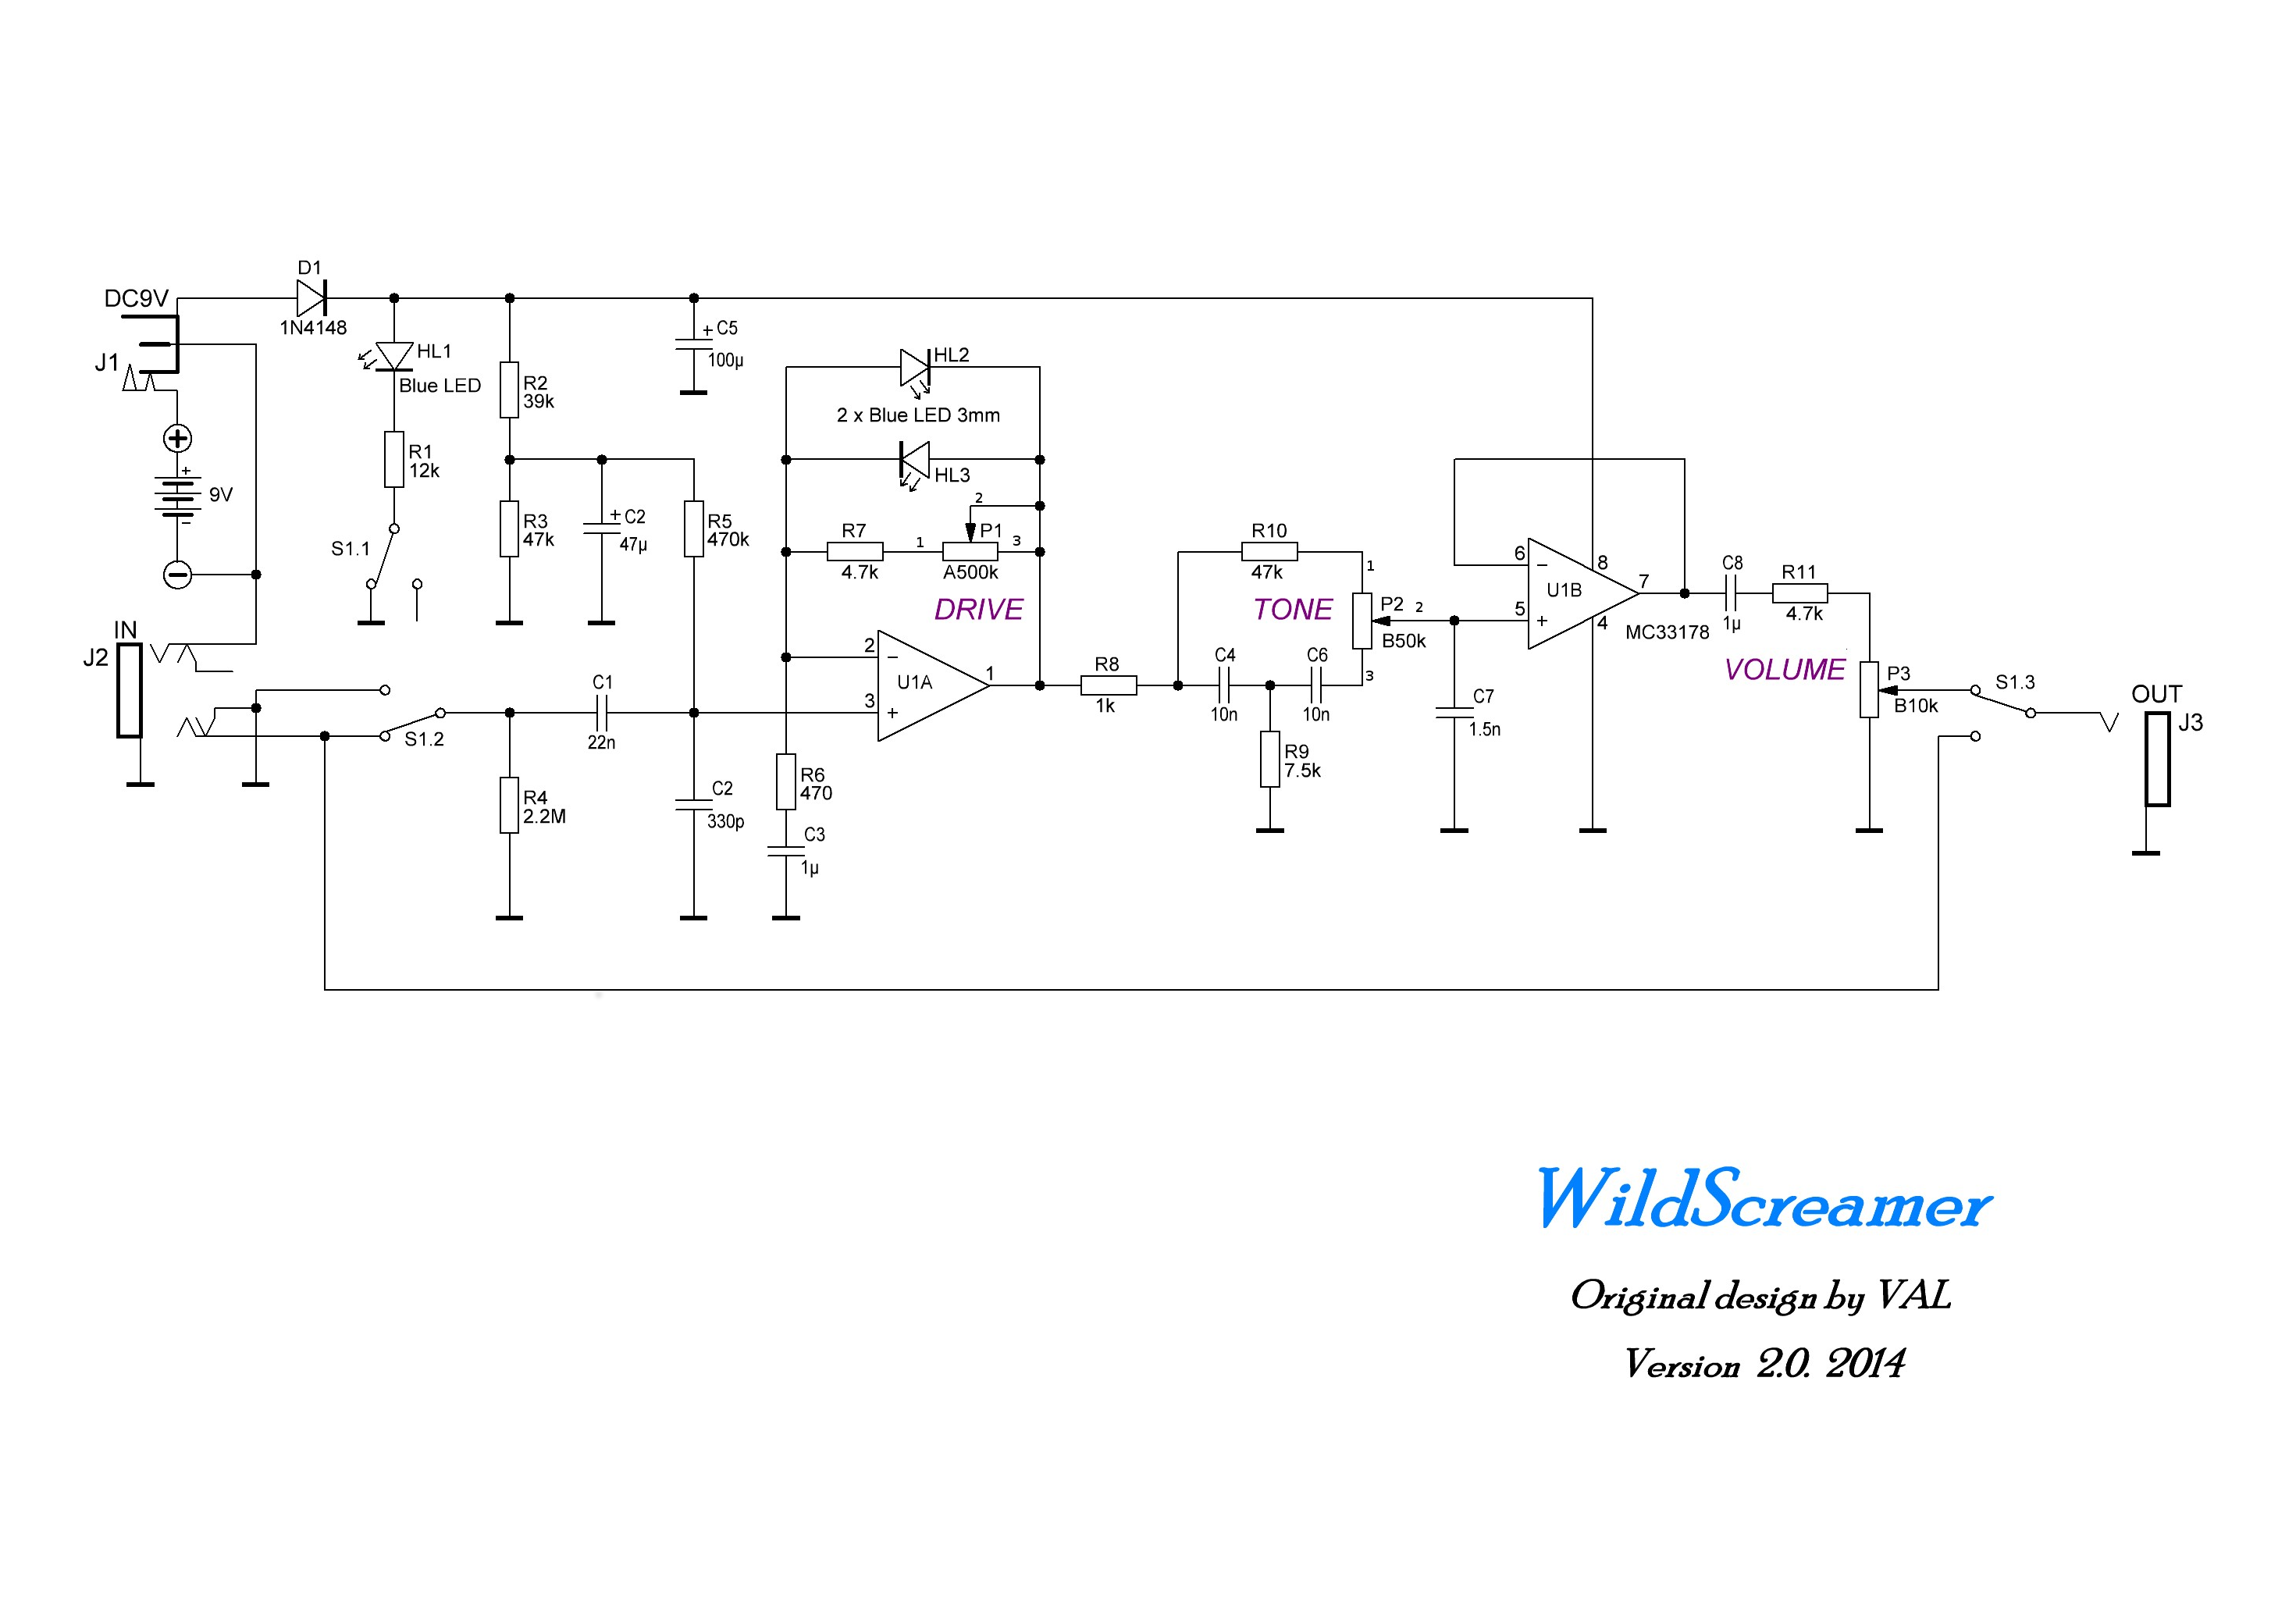 D1
DC9V
1N4148
J1
HL1
Blue LED
R1
12k
S1.1
+
9V
−
IN
J2
S1.2
R2
39k
R3
47k
+ C2
47µ
+ C5
100µ
R5
470k
C1
22n
R4
2.2M
C2
330p
HL2
2 x Blue LED 3mm
HL3
2
R7
1
P1
3
4.7k
A500k
DRIVE
2
−
U1A
1
3
+
R6
470
C3
1µ
R8
1k
R10
47k
1
TONE
P2
2
B50k
3
C4
10n
C6
10n
R9
7.5k
C7
1.5n
6
−
8
U1B
7
5
+
4
MC33178
C8
1µ
R11
4.7k
VOLUME
P3
B10k
S1.3
OUT
J3
WildScreamer
Original design by VAL
Version 2.0. 2014